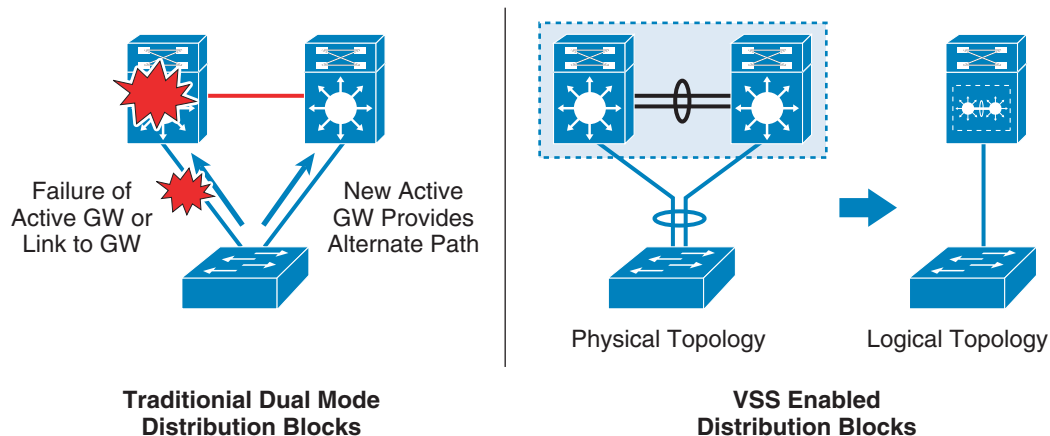 Failure of
Active GW or
Link to GW
New Active
GW Provides
Alternate Path
Physical Topology
Logical Topology
Traditionial Dual Mode
Distribution Blocks
VSS Enabled
Distribution Blocks